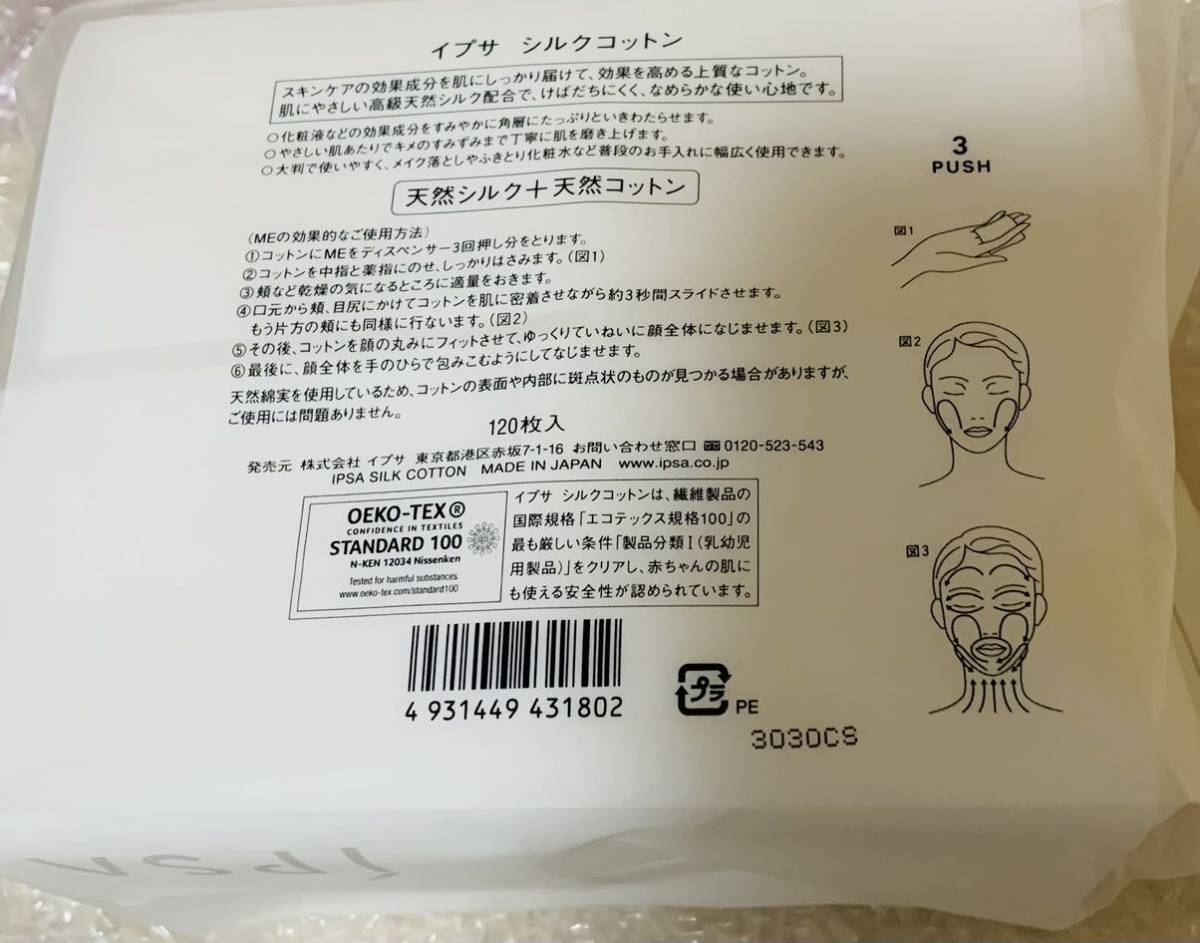 イプサ シルクコットン
スキンケアの効果成分を肌にしっかり届けて、効果を高める上質なコットン。
肌にやさしい高級天然シルク配合で、けばだちにくく、なめらかな使い心地です。
○化粧液などの効果成分をすみやかに角層にたっぷりといきわたらせます。
○やさしい肌あたりでキメのすみずみまで丁寧に肌を磨き上げます。
○大判で使いやすく、メイク落としやふきとり化粧水など普段のお手入れに幅広く使用できます。
天然シルク+天然コットン
(MEの効果的なご使用方法)
①コットンにMEをディスペンサー3回押し分をとります。
②コットンを中指と薬指にのせ、しっかりはさみます。(図1)
③頬など乾燥の気になるところに適量をおきます。
④口元から頬、目尻にかけてコットンを肌に密着させながら約3秒間スライドさせます。
もう片方の頬にも同様に行ないます。(図2)
⑤その後、コットンを顔の丸みにフィットさせて、ゆっくりていねいに顔全体になじませます。(図3)
⑥最後に、顔全体を手のひらで包みこむようにしてなじませます。
天然綿実を使用しているため、コットンの表面や内部に斑点状のものが見つかる場合がありますが、
ご使用には問題ありません。
120枚入
発売元 株式会社 イプサ 東京都港区赤坂7-1-16 お問い合わせ窓口 0120-523-543
IPSA SILK COTTON MADE IN JAPAN www.ipsa.co.jp
OEKO-TEX®
CONFIDENCE IN TEXTILES
STANDARD 100
N-KEN 12034 Nissenken
Tested for harmful substances.
www.oeko-tex.com/standard100
イプサ シルクコットンは、繊維製品の
国際規格「エコテックス規格100」の
最も厳しい条件「製品分類Ⅰ(乳幼児
用製品)」をクリアし、赤ちゃんの肌に
も使える安全性が認められています。
4 931449 431802
プラ
PE
3030CS
3
PUSH
図1
図2
図3
IPSA